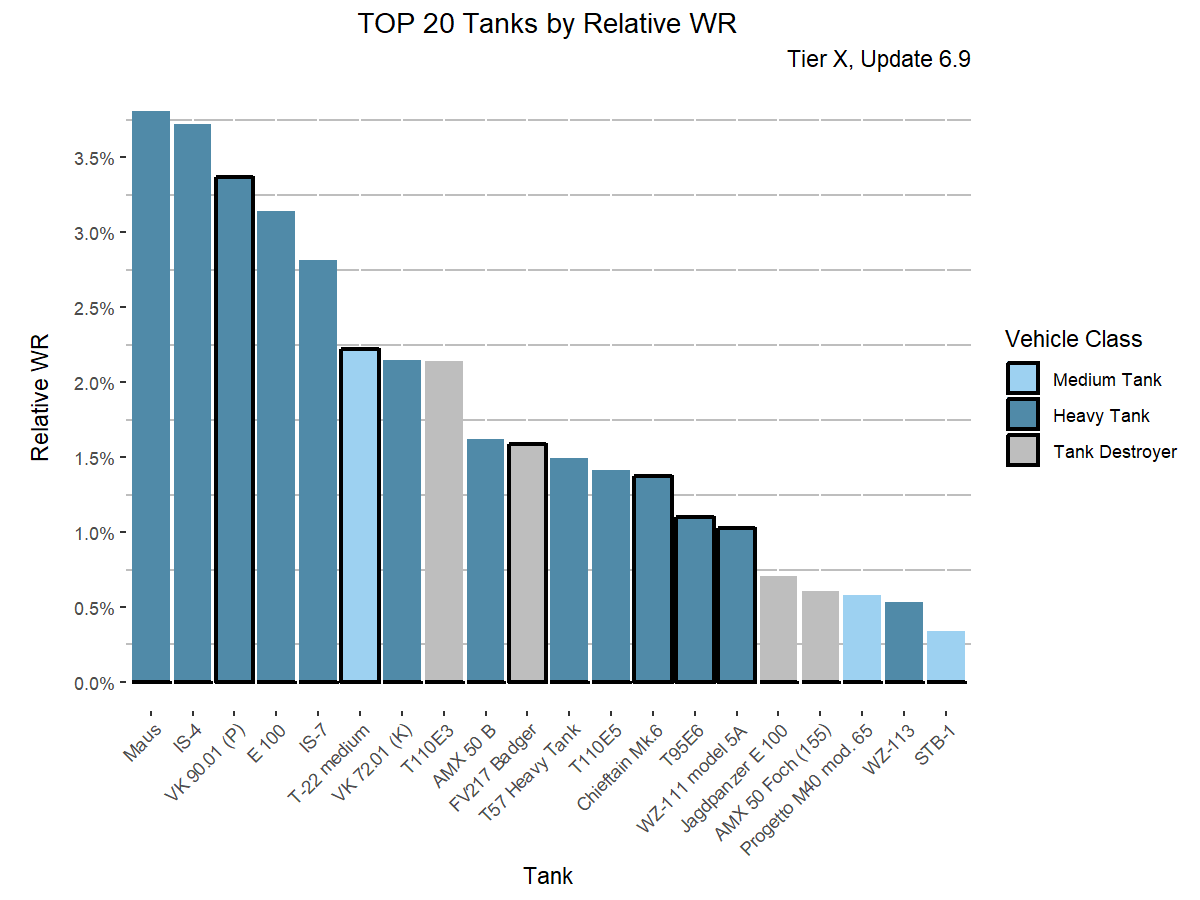 TOP 20 Tanks by Relative WR
Tier X, Update 6.9
Relative WR
3.5%
3.0%
2.5%
2.0%
1.5%
1.0%
0.5%
0.0%
Maus
IS-4
VK 90.01 (P)
E 100
IS-7
T-22 medium
VK 72.01 (K)
T110E3
AMX 50 B
FV217 Badger
T57 Heavy Tank
T110E5
Chieftain Mk.6
T95E6
WZ-111 model 5A
Jagdpanzer E 100
AMX 50 Foch (155)
Progetto M40 mod. 65
WZ-113
STB-1
Tank
Vehicle Class
Medium Tank
Heavy Tank
Tank Destroyer